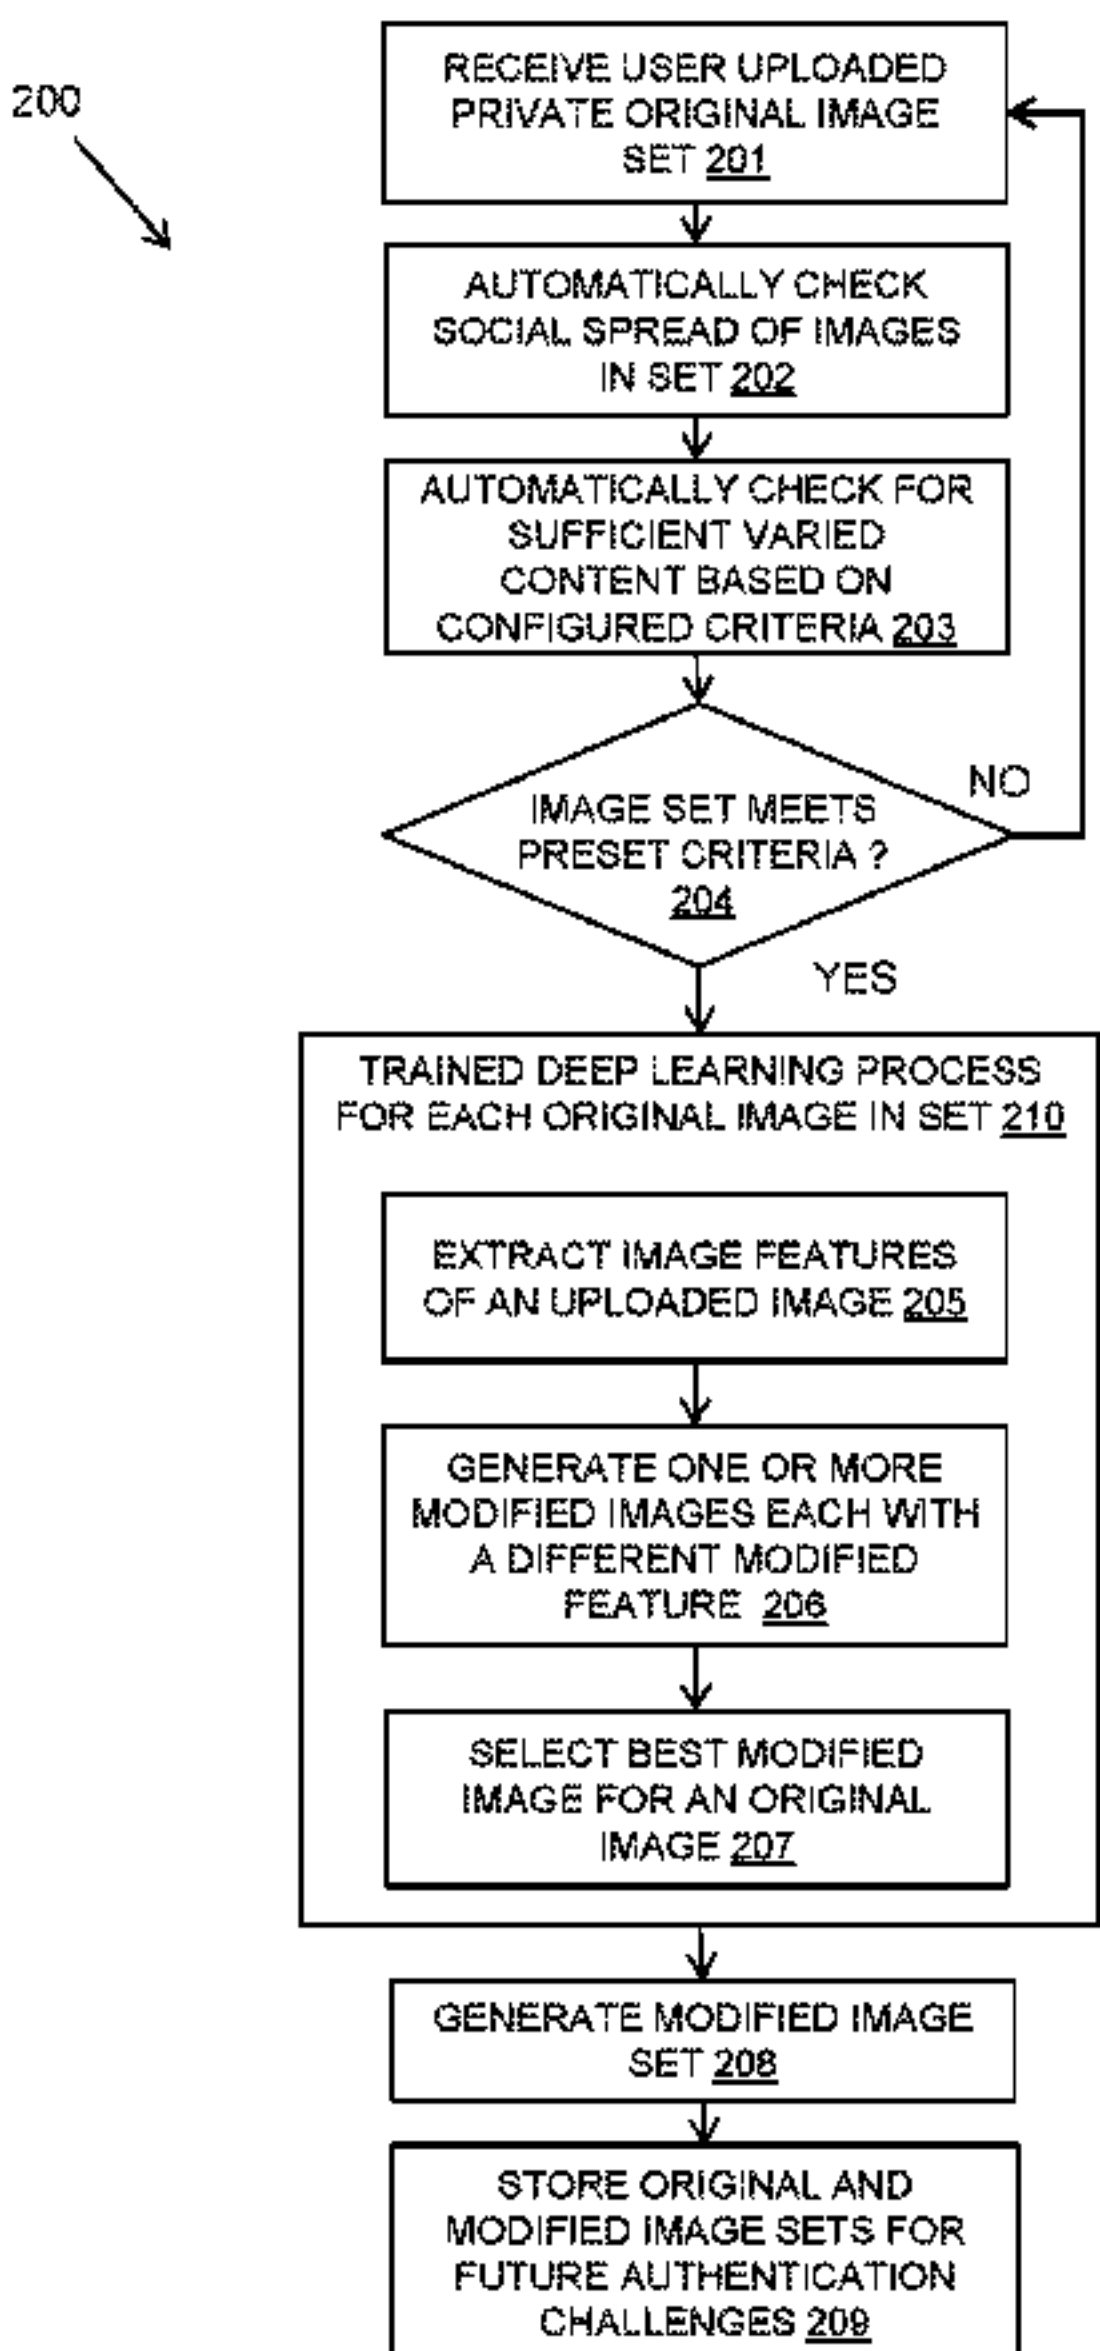 200
RECEIVE USER UPLOADED
PRIVATE ORIGINAL IMAGE
SET 201
AUTOMATICALLY CHECK
SOCIAL SPREAD OF IMAGES
IN SET 202
AUTOMATICALLY CHECK FOR
SUFFICIENT VARIED
CONTENT BASED ON
CONFIGURED CRITERIA 203
NO
IMAGE SET MEETS
PRESET CRITERIA ?
204
YES
TRAINED DEEP LEARNING PROCESS
FOR EACH ORIGINAL IMAGE IN SET 210
EXTRACT IMAGE FEATURES
OF AN UPLOADED IMAGE 205
GENERATE ONE OR MORE
MODIFIED IMAGES EACH WITH
A DIFFERENT MODIFIED
FEATURE 206
SELECT BEST MODIFIED
IMAGE FOR AN ORIGINAL
IMAGE 207
GENERATE MODIFIED IMAGE
SET 208
STORE ORIGINAL AND
MODIFIED IMAGE SETS FOR
FUTURE AUTHENTICATION
CHALLENGES 209